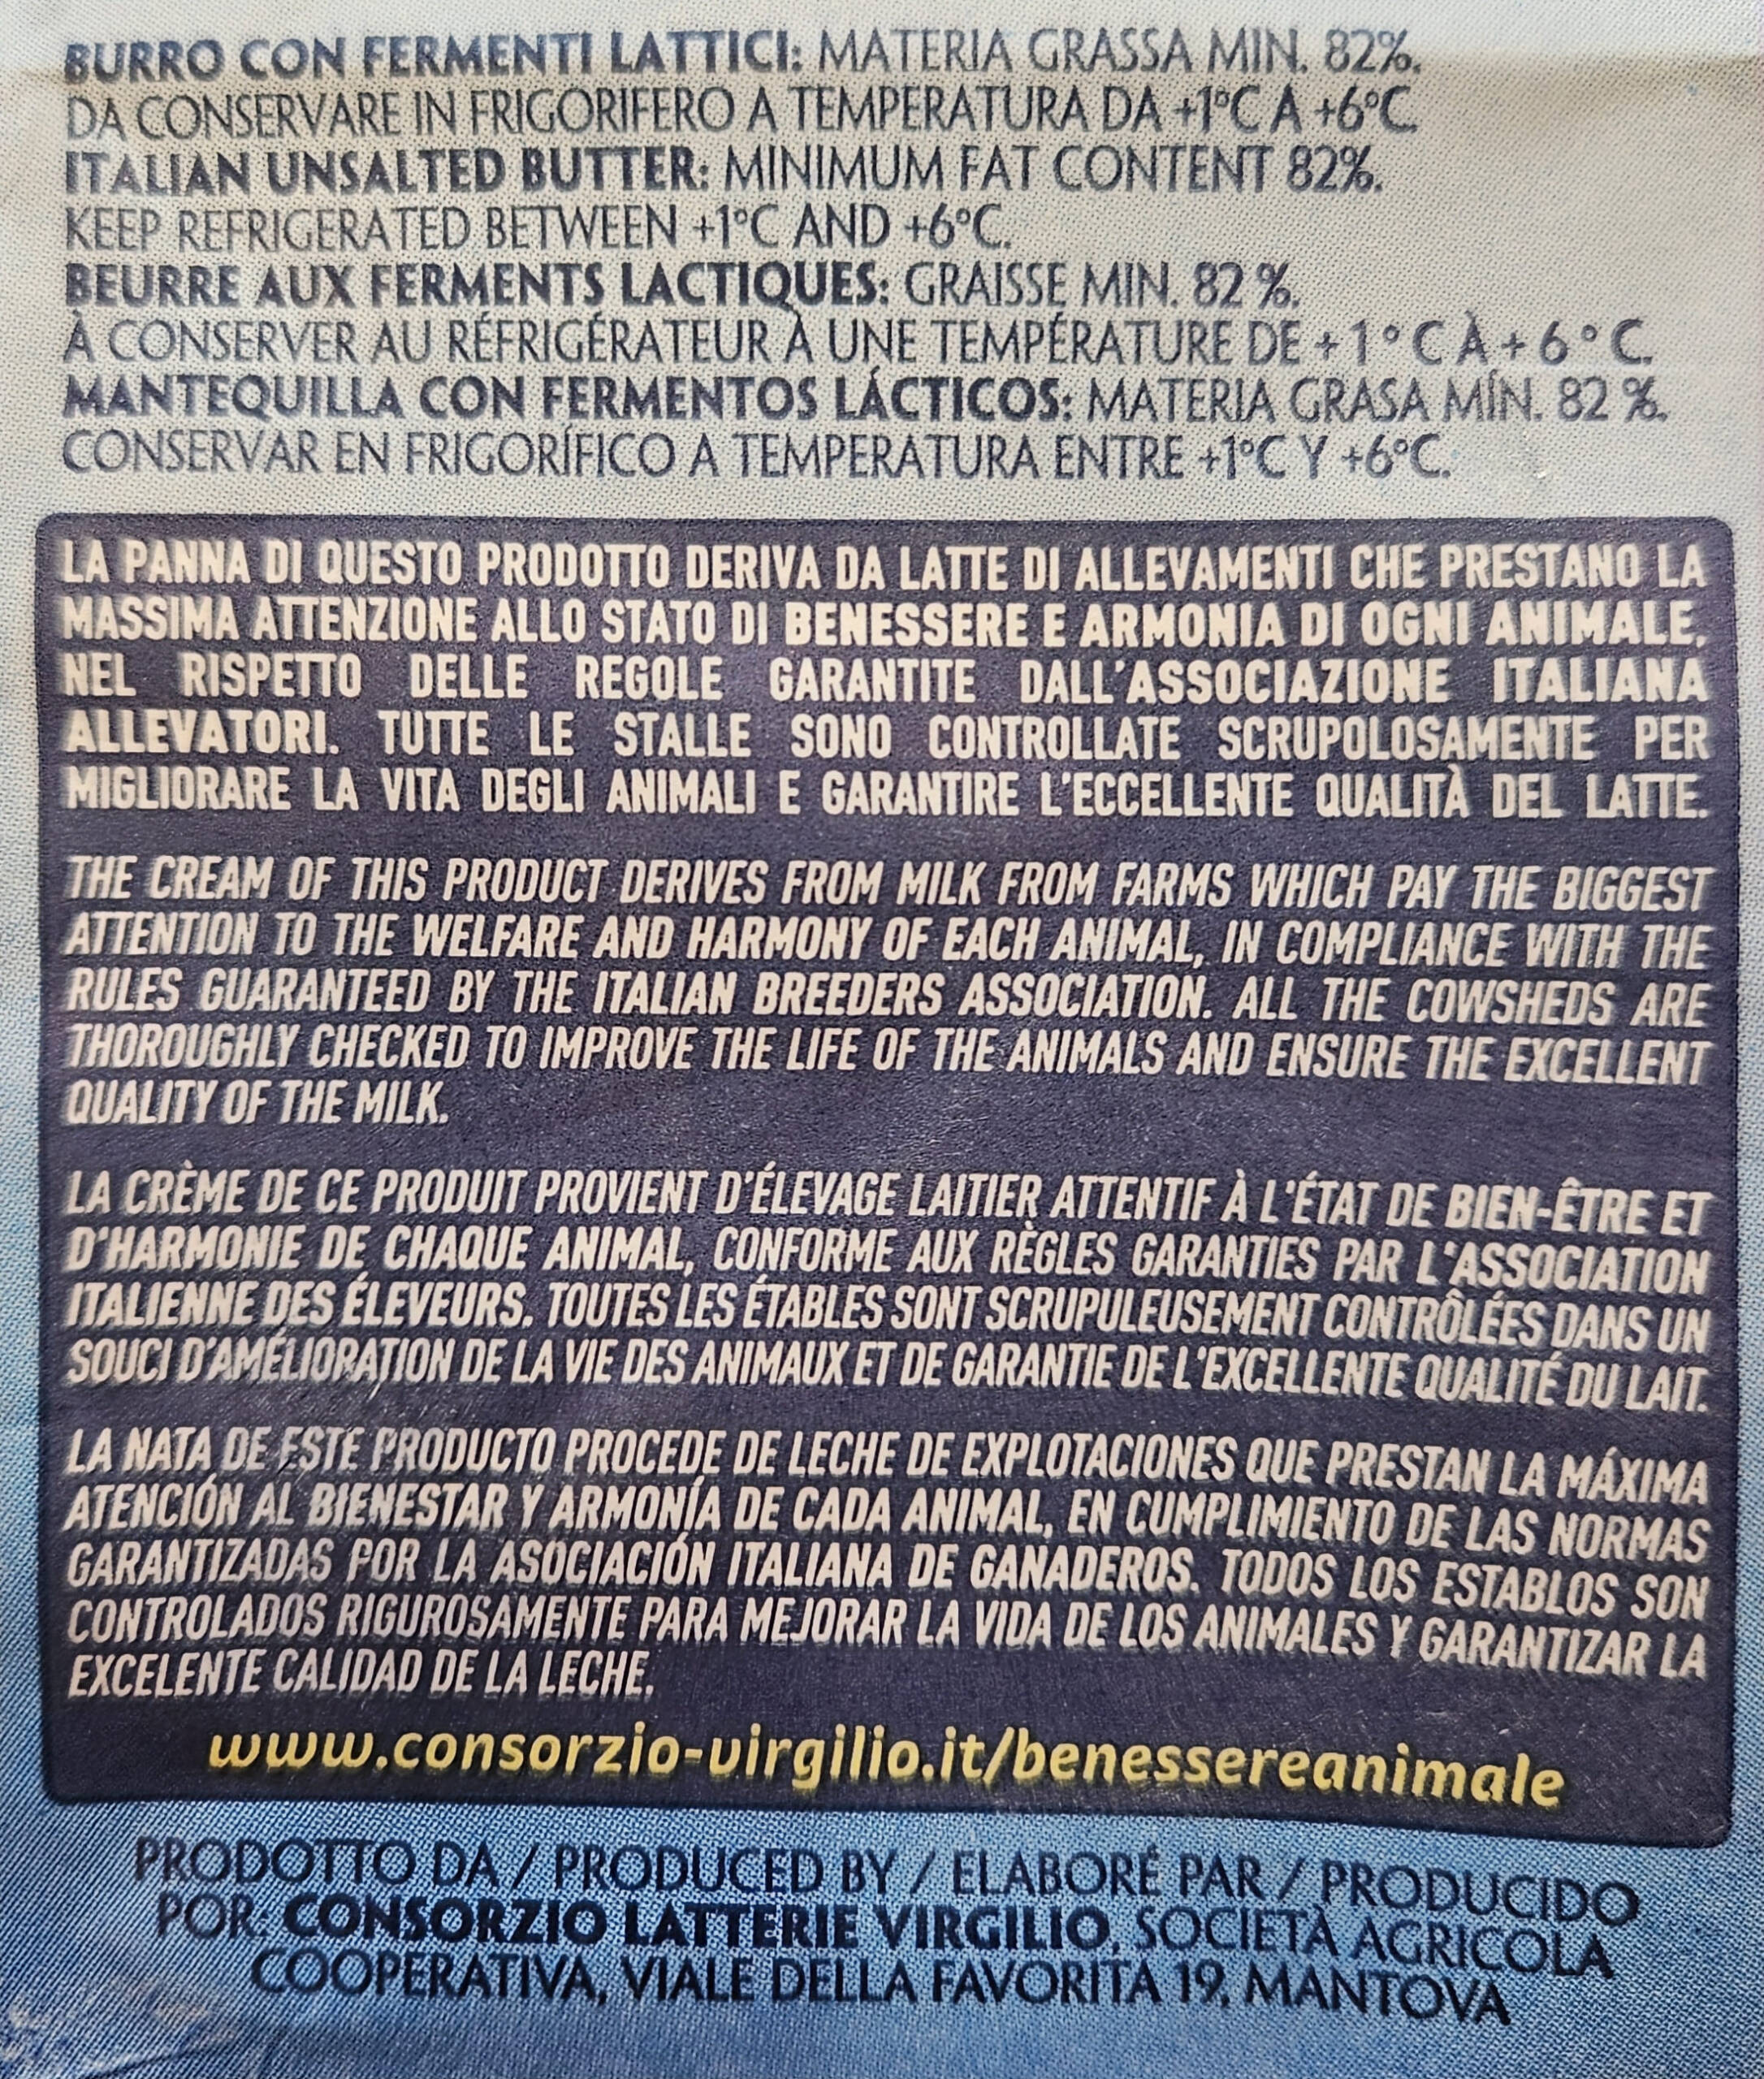 BURRO CON FERMENTI LATTICI: MATERIA GRASSA MIN. 82%.
DA CONSERVARE IN FRIGORIFERO A TEMPERATURA DA +1°C A +6°C.
ITALIAN UNSALTED BUTTER: MINIMUM FAT CONTENT 82%.
KEEP REFRIGERATED BETWEEN +1°C AND +6°C.
BEURRE AUX FERMENTS LACTIQUES: GRAISSE MIN. 82 %.
À CONSERVER AU RÉFRIGÉRATEUR À UNE TEMPÉRATURE DE + 1 ° C À + 6 ° C.
MANTEQUILLA CON FERMENTOS LÁCTICOS: MATERIA GRASA MÍN. 82 %.
CONSERVAR EN FRIGORÍFICO A TEMPERATURA ENTRE +1°C Y +6°C.
LA PANNA DI QUESTO PRODOTTO DERIVA DA LATTE DI ALLEVAMENTI CHE PRESTANO LA
MASSIMA ATTENZIONE ALLO STATO DI BENESSERE E ARMONIA DI OGNI ANIMALE,
NEL RISPETTO DELLE REGOLE GARANTITE DALL'ASSOCIAZIONE ITALIANA
ALLEVATORI. TUTTE LE STALLE SONO CONTROLLATE SCRUPOLOSAMENTE PER
MIGLIORARE LA VITA DEGLI ANIMALI E GARANTIRE L'ECCELLENTE QUALITÀ DEL LATTE.
THE CREAM OF THIS PRODUCT DERIVES FROM MILK FROM FARMS WHICH PAY THE BIGGEST
ATTENTION TO THE WELFARE AND HARMONY OF EACH ANIMAL, IN COMPLIANCE WITH THE
RULES GUARANTEED BY THE ITALIAN BREEDERS ASSOCIATION. ALL THE COWSHEDS ARE
THOROUGHLY CHECKED TO IMPROVE THE LIFE OF THE ANIMALS AND ENSURE THE EXCELLENT
QUALITY OF THE MILK.
LA CRÈME DE CE PRODUIT PROVIENT D'ÉLEVAGE LAITIER ATTENTIF À L'ÉTAT DE BIEN-ÊTRE ET
D'HARMONIE DE CHAQUE ANIMAL, CONFORME AUX RÈGLES GARANTIES PAR L'ASSOCIATION
ITALIENNE DES ÉLEVEURS. TOUTES LES ÉTABLES SONT SCRUPULEUSEMENT CONTRÔLÉES DANS UN
SOUCI D'AMÉLIORATION DE LA VIE DES ANIMAUX ET DE GARANTIE DE L'EXCELLENTE QUALITÉ DU LAIT.
LA NATA DE ESTE PRODUCTO PROCEDE DE LECHE DE EXPLOTACIONES QUE PRESTAN LA MÁXIMA
ATENCIÓN AL BIENESTAR Y ARMONÍA DE CADA ANIMAL, EN CUMPLIMIENTO DE LAS NORMAS
GARANTIZADAS POR LA ASOCIACIÓN ITALIANA DE GANADEROS. TODOS LOS ESTABLOS SON
CONTROLADOS RIGUROSAMENTE PARA MEJORAR LA VIDA DE LOS ANIMALES Y GARANTIZAR LA
EXCELENTE CALIDAD DE LA LECHE.
www.consorzio-virgilio.it/benessereanimale
PRODOTTO DA / PRODUCED BY / ELABORÉ PAR / PRODUCIDO
POR: CONSORZIO LATTERIE VIRGILIO, SOCIETÀ AGRICOLA
COOPERATIVA, VIALE DELLA FAVORITA 19, MANTOVA